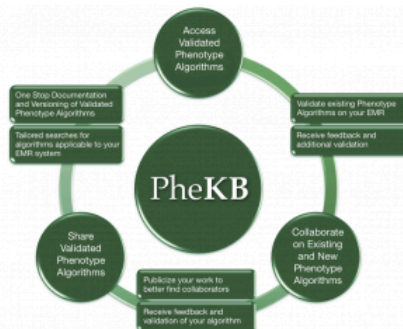 Access
Validated
Phenotype
Algorithms
One Stop Documentation
and Versioning of Validated
Phenotype Algorithms
Tailored searches for
algorithms applicable to your
EMR system
Validate existing Phenotype
Algorithms on your EMR
Receive feedback and
additional validation
PheKB
Share
Validated
Phenotype
Algorithms
Collaborate
on Existing
and New
Phenotype
Algorithms
Publicize your work to
better find collaborators
Receive feedback and
validation of your algorithm